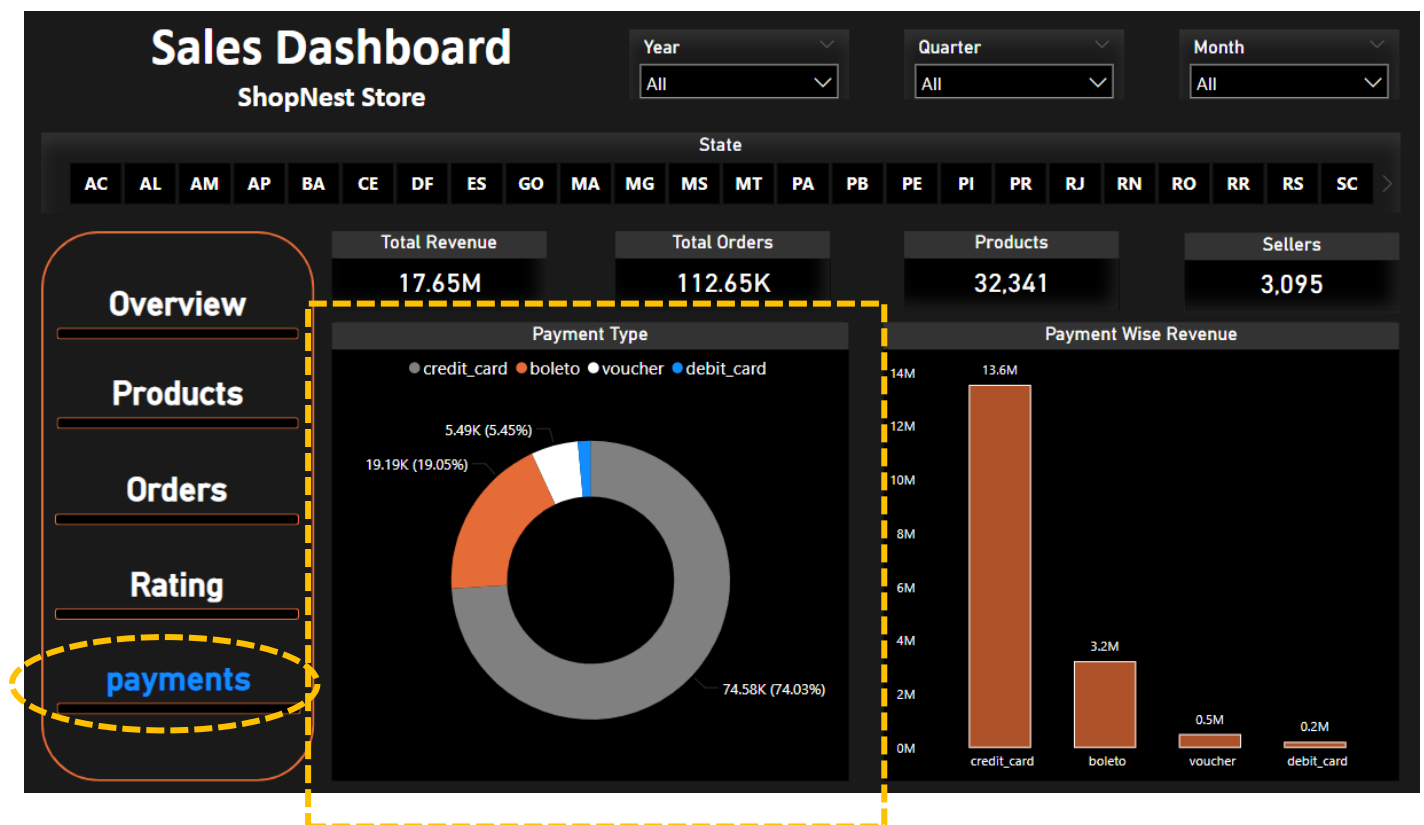 Sales Dashboard
ShopNest Store
Year
All
Quarter
All
Month
All
State
AC AL AM AP BA CE DF ES GO MA MG MS MT PA PB PE PI PR RJ RN RO RR RS SC
Overview
Products
Orders
Rating
payments
Total Revenue
17.65M
Total Orders
112.65K
Products
32,341
Sellers
3,095
Payment Type
credit_card boleto voucher debit_card
5.49K (5.45%)
19.19K (19.05%)
74.58K (74.03%)
Payment Wise Revenue
14M
12M
10M
8M
6M
4M
2M
0M
13.6M
3.2M
0.5M
0.2M
credit_card boleto voucher debit_card